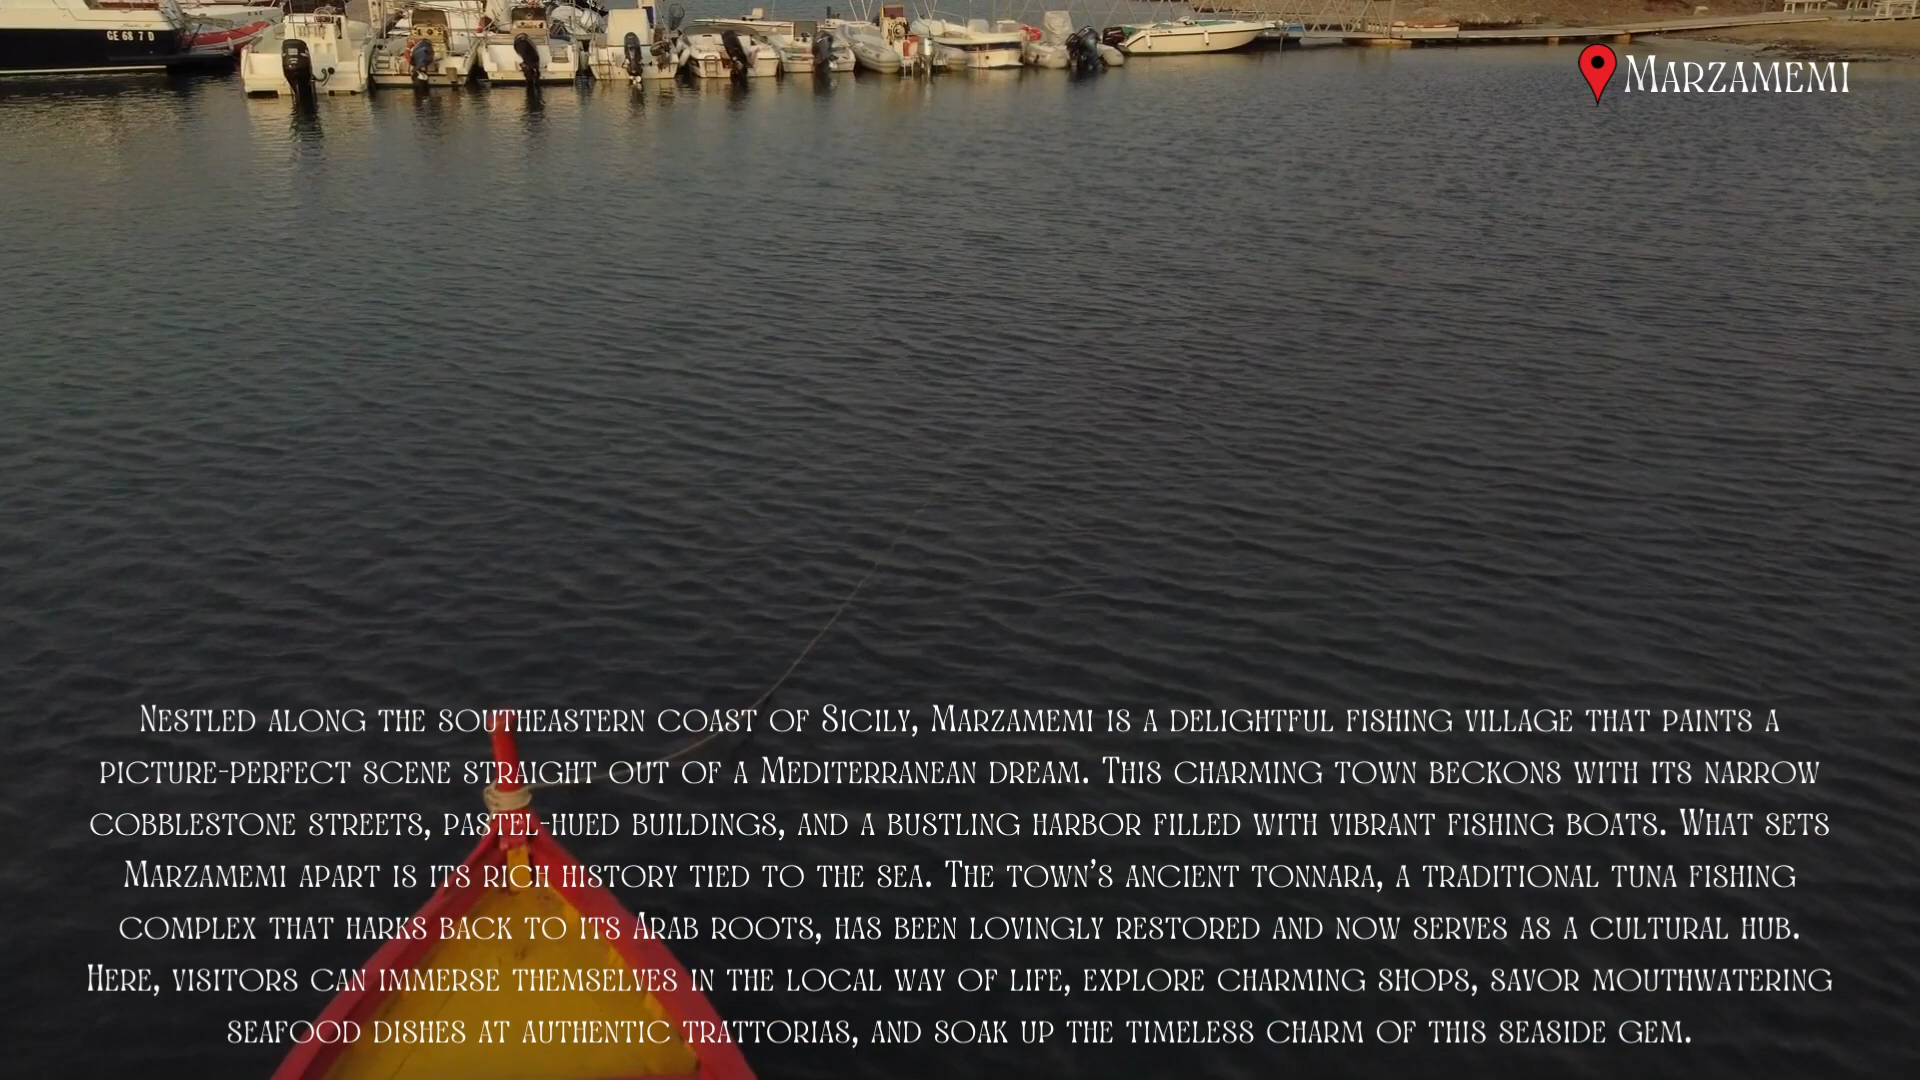 GE 68 7 D
Marzamemi
Nestled along the southeastern coast of Sicily, Marzamemi is a delightful fishing village that paints a
picture-perfect scene straight out of a Mediterranean dream. This charming town beckons with its narrow
cobblestone streets, pastel-hued buildings, and a bustling harbor filled with vibrant fishing boats. What sets
Marzamemi apart is its rich history tied to the sea. The town's ancient tonnara, a traditional tuna fishing
complex that harks back to its Arab roots, has been lovingly restored and now serves as a cultural hub.
Here, visitors can immerse themselves in the local way of life, explore charming shops, savor mouthwatering
seafood dishes at authentic trattorias, and soak up the timeless charm of this seaside gem.